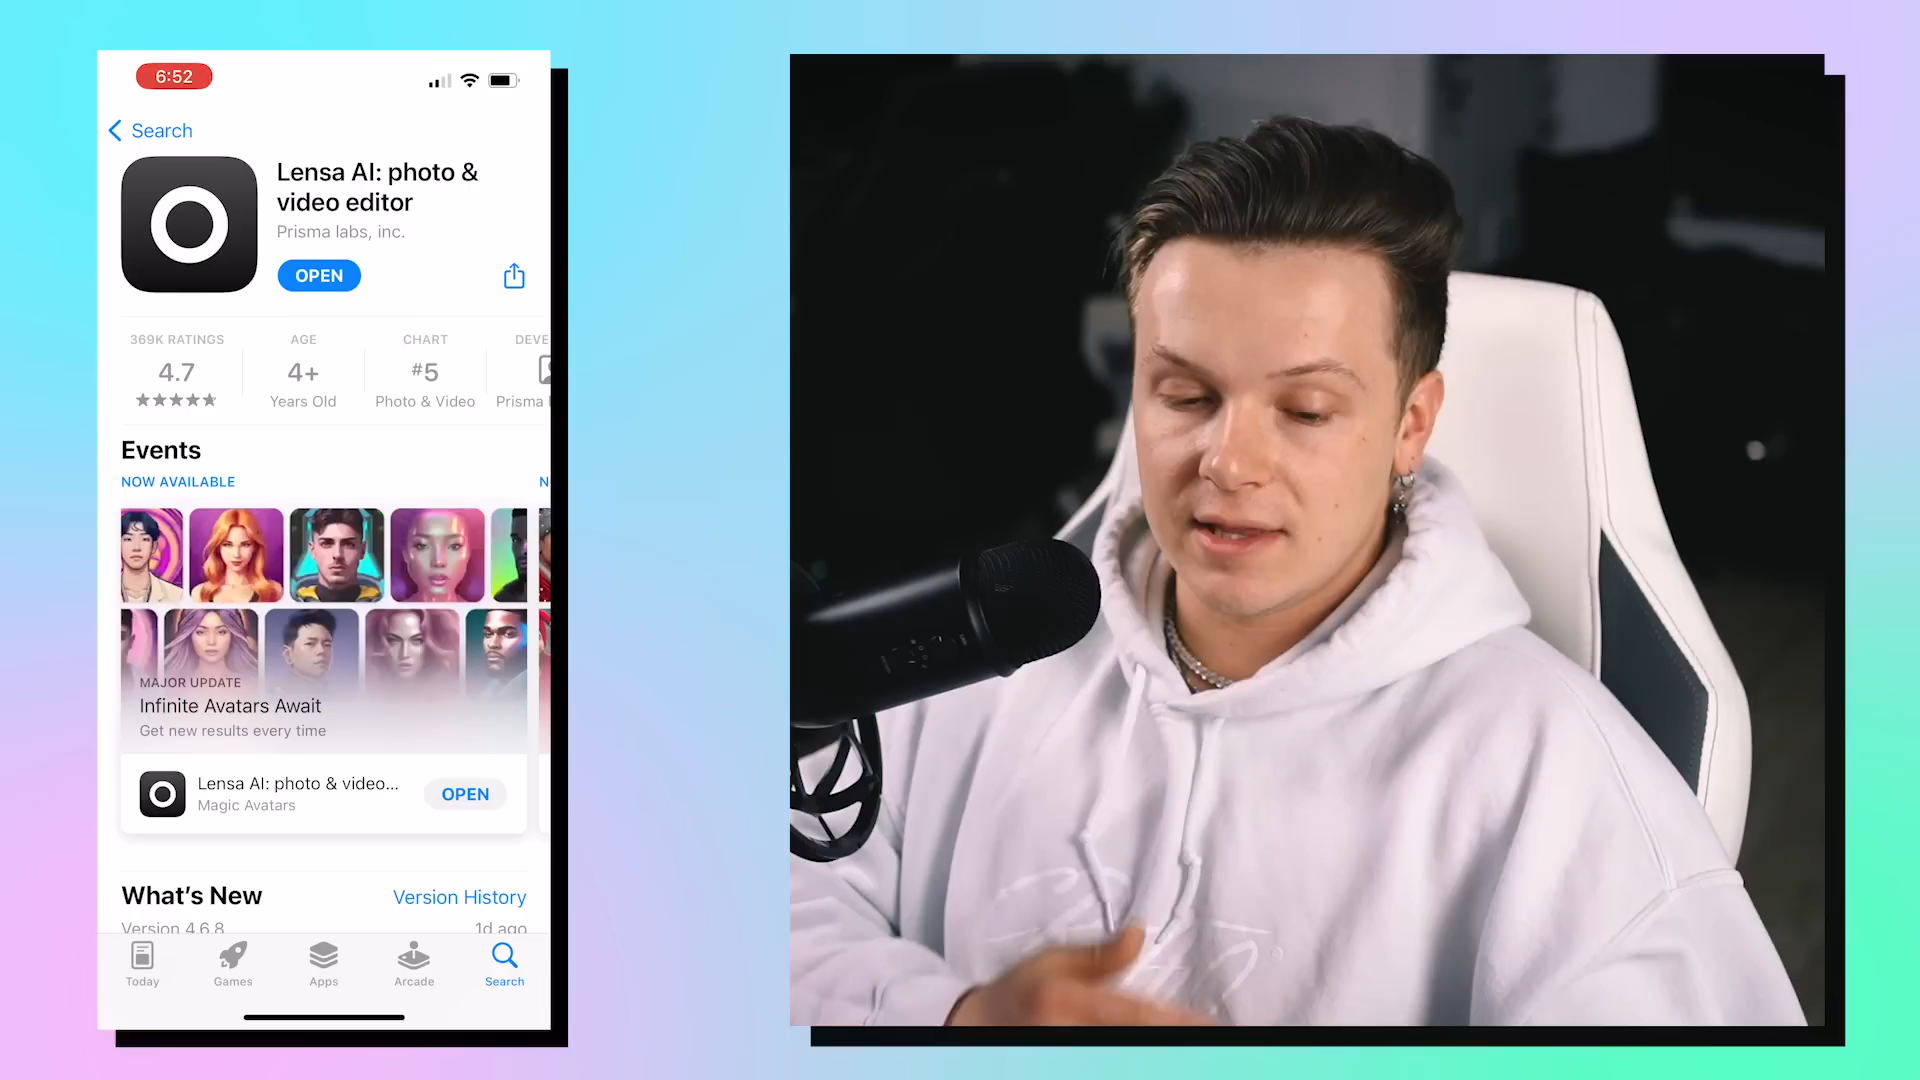 6:52
Search
Lensa AI: photo &
video editor
Prisma labs, inc.
OPEN
369K RATINGS
AGE
CHART
DEVE
4.7
4+
#5
Years Old
Photo & Video
Prisma
Events
NOW AVAILABLE
N
MAJOR UPDATE
Infinite Avatars Await
Get new results every time
Lensa AI: photo & video...
Magic Avatars
OPEN
What's New
Version History
Version 4.6.8
1d ago
Today
Games
Apps
Arcade
Search